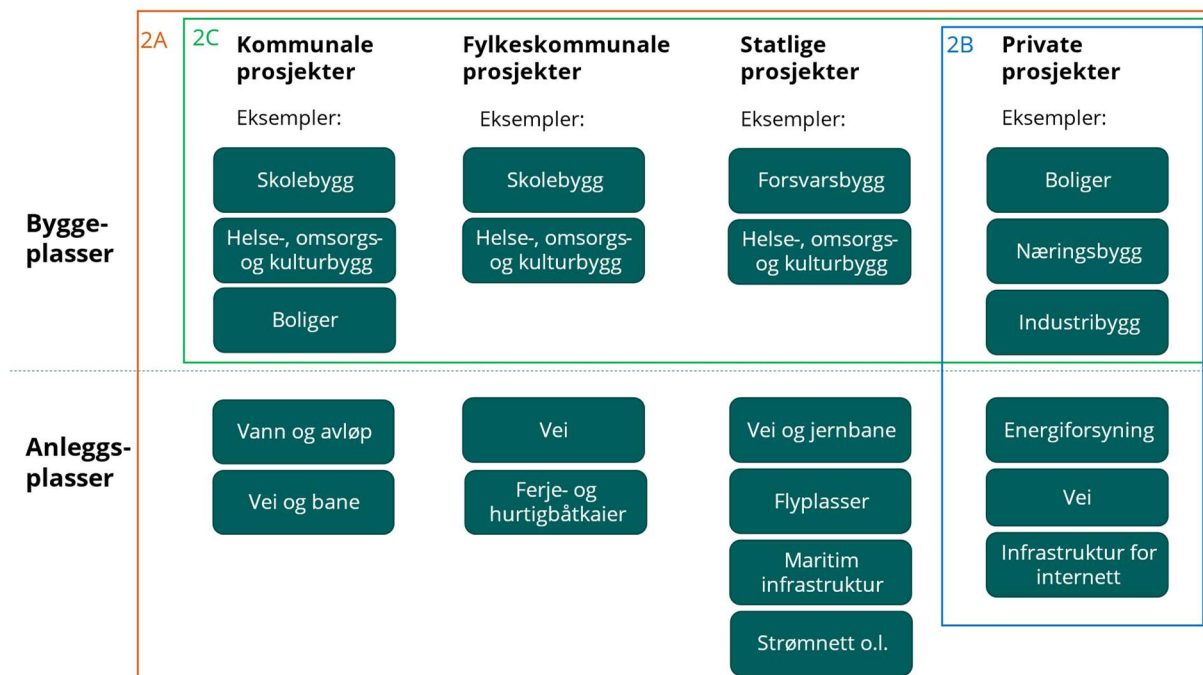 2A
2C
Kommunale
prosjekter
Fylkeskommunale
prosjekter
Statlige
prosjekter
2B
Private
prosjekter
Eksempler:
Eksempler:
Eksempler:
Eksempler:
Bygge-
plasser
Skolebygg
Helse-, omsorgs-
og kulturbygg
Boliger
Skolebygg
Helse-, omsorgs-
og kulturbygg
Forsvarsbygg
Helse-, omsorgs-
og kulturbygg
Boliger
Næringsbygg
Industribygg
Anleggs-
plasser
Vann og avløp
Vei og bane
Vei
Ferje- og
hurtigbåtkaier
Vei og jernbane
Flyplasser
Maritim
infrastruktur
Strømnett o.l.
Energiforsyning
Vei
Infrastruktur for
internett